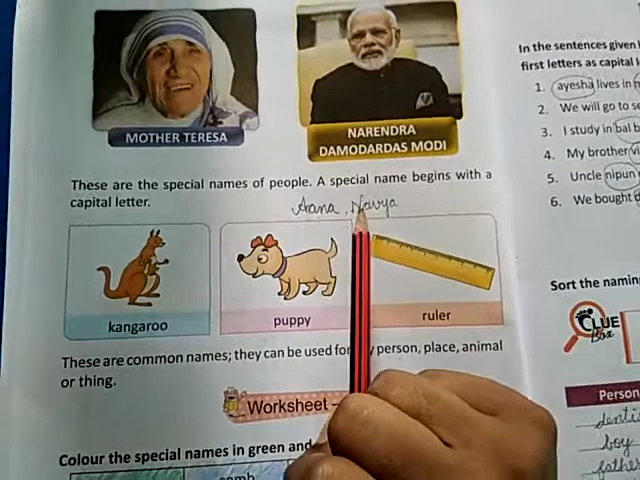 MOTHER TERESA
NARENDRA
DAMODARDAS MODI
These are the special names of people. A special name begins with a
capital letter.
Aana, Navya
kangaroo
puppy
ruler
These are common names; they can be used for person, place, animal
or thing.
Worksheet
Colour the special names in green and
comb
In the sentences given
first letters as capital
1. ayesha lives in
2. We will go to
3. I study in bal
4. My brother
5. Uncle nipun
6. We bought
Sort the naming
CLUE
Box
Person
boy